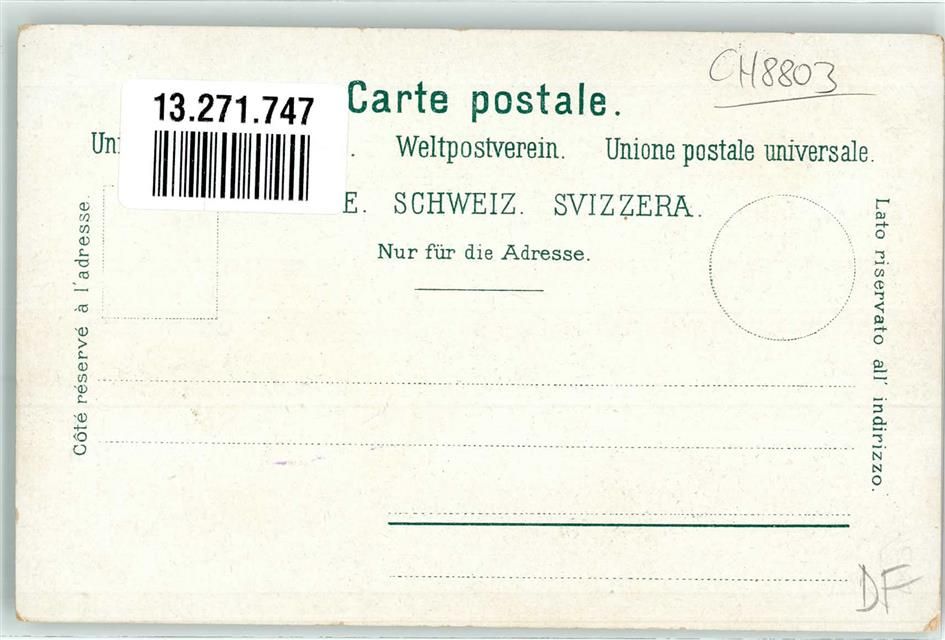 CH8803
13.271.747
Carte postale.
Weltpostverein. Unione postale universale.
SCHWEIZ. SVIZZERA.
Nur für die Adresse.
Côté réservé à l'adresse.
Lato riservato all' indirizzo.
DF